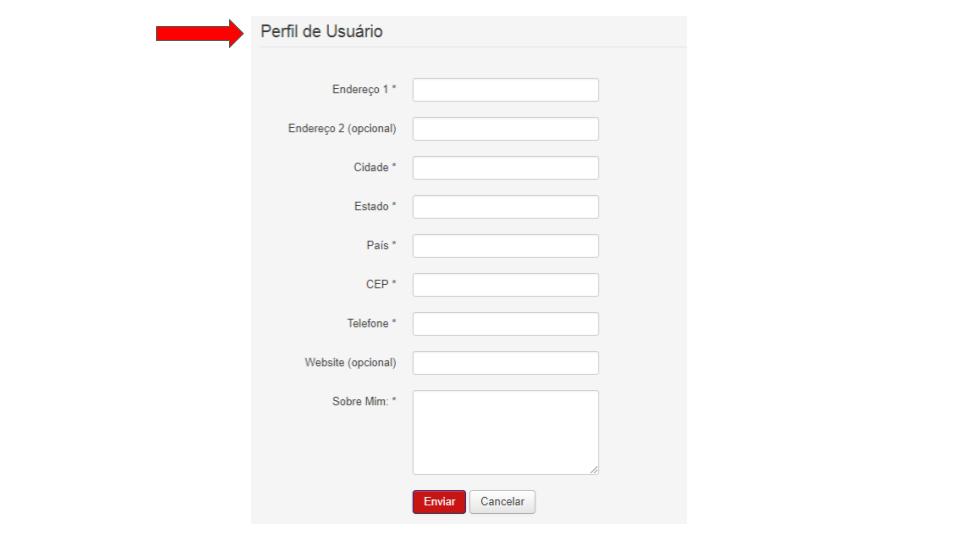 Perfil de Usuário
Endereço 1 *
Endereço 2 (opcional)
Cidade *
Estado *
País *
CEP *
Telefone *
Website (opcional)
Sobre Mim: *
Enviar Cancelar